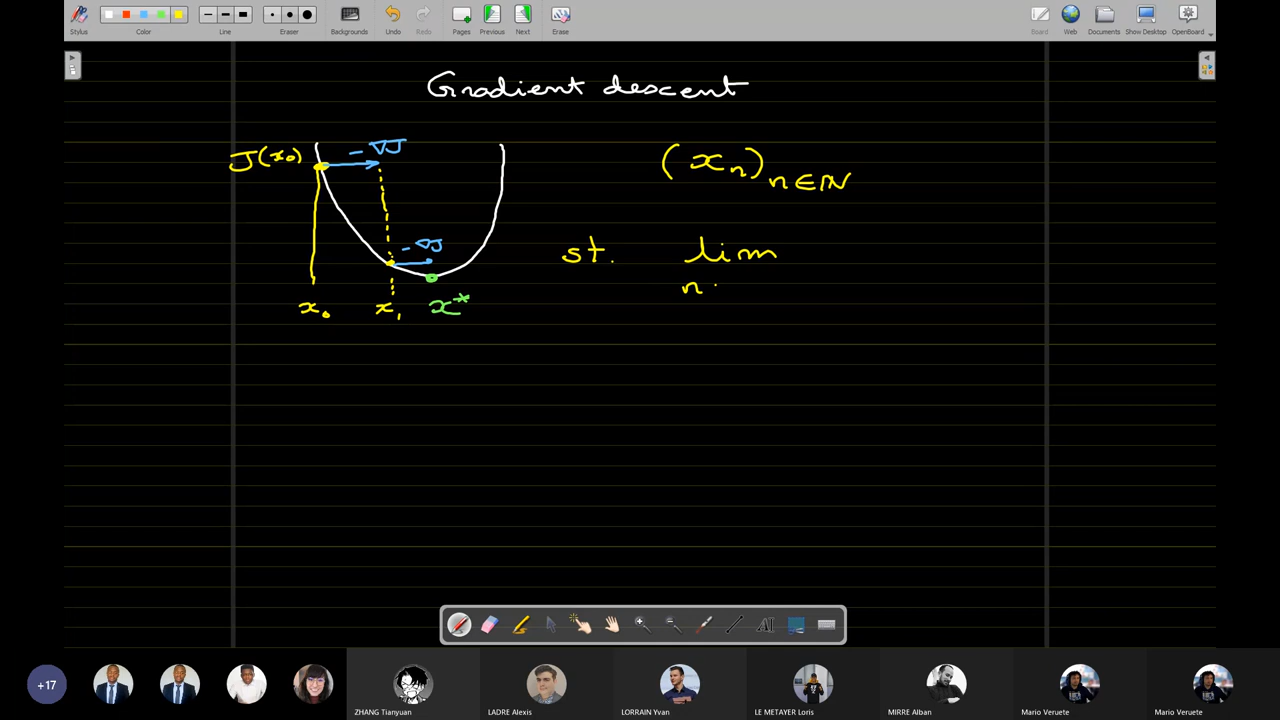 Stylus Color Line Eraser Backgrounds Undo Redo Pages Previous Next Erase Board Web Documents Show Desktop OpenBoard
Gradient descent
J(x₀) -∇J (xₙ)ₙ∈ℕ
-∇J st. lim
n
x₀ x₁ x*
+17 ZHANG Tianyuan LADRE Alexis LORRAIN Yvan LE METAYER Loris MIRRE Alban Mario Veruete Mario Veruete